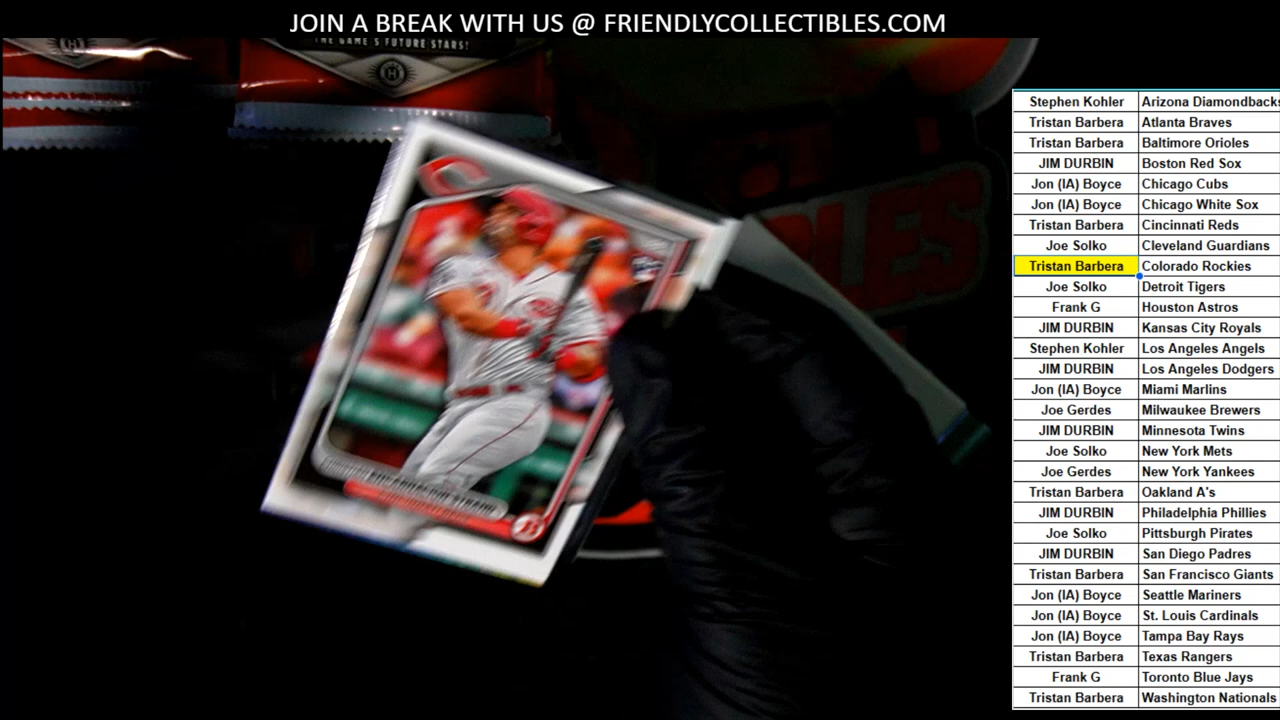 JOIN A BREAK WITH US @ FRIENDLYCOLLECTIBLES.COM
THE GAME'S FUTURE STARS!
Stephen Kohler Arizona Diamondbacks
Tristan Barbera Atlanta Braves
Tristan Barbera Baltimore Orioles
JIM DURBIN Boston Red Sox
Jon (IA) Boyce Chicago Cubs
Jon (IA) Boyce Chicago White Sox
Tristan Barbera Cincinnati Reds
Joe Solko Cleveland Guardians
Tristan Barbera Colorado Rockies
Joe Solko Detroit Tigers
Frank G Houston Astros
JIM DURBIN Kansas City Royals
Stephen Kohler Los Angeles Angels
JIM DURBIN Los Angeles Dodgers
Jon (IA) Boyce Miami Marlins
Joe Gerdes Milwaukee Brewers
JIM DURBIN Minnesota Twins
Joe Solko New York Mets
Joe Gerdes New York Yankees
Tristan Barbera Oakland A's
JIM DURBIN Philadelphia Phillies
Joe Solko Pittsburgh Pirates
JIM DURBIN San Diego Padres
Tristan Barbera San Francisco Giants
Jon (IA) Boyce Seattle Mariners
Jon (IA) Boyce St. Louis Cardinals
Jon (IA) Boyce Tampa Bay Rays
Tristan Barbera Texas Rangers
Frank G Toronto Blue Jays
Tristan Barbera Washington Nationals